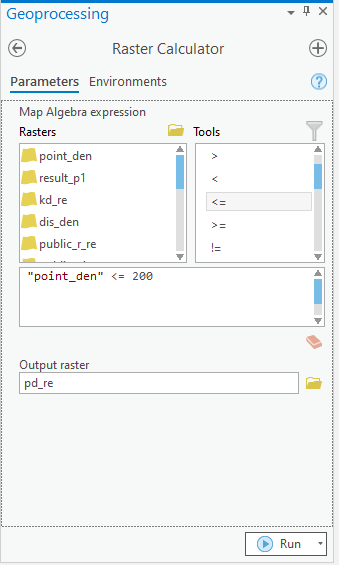 Geoprocessing
Raster Calculator
Parameters Environments
?
Map Algebra expression
Rasters Tools
point_den >
result_p1 <
kd_re <=
dis_den >=
public_r_re !=
"point_den" <= 200
Output raster
pd_re
Run